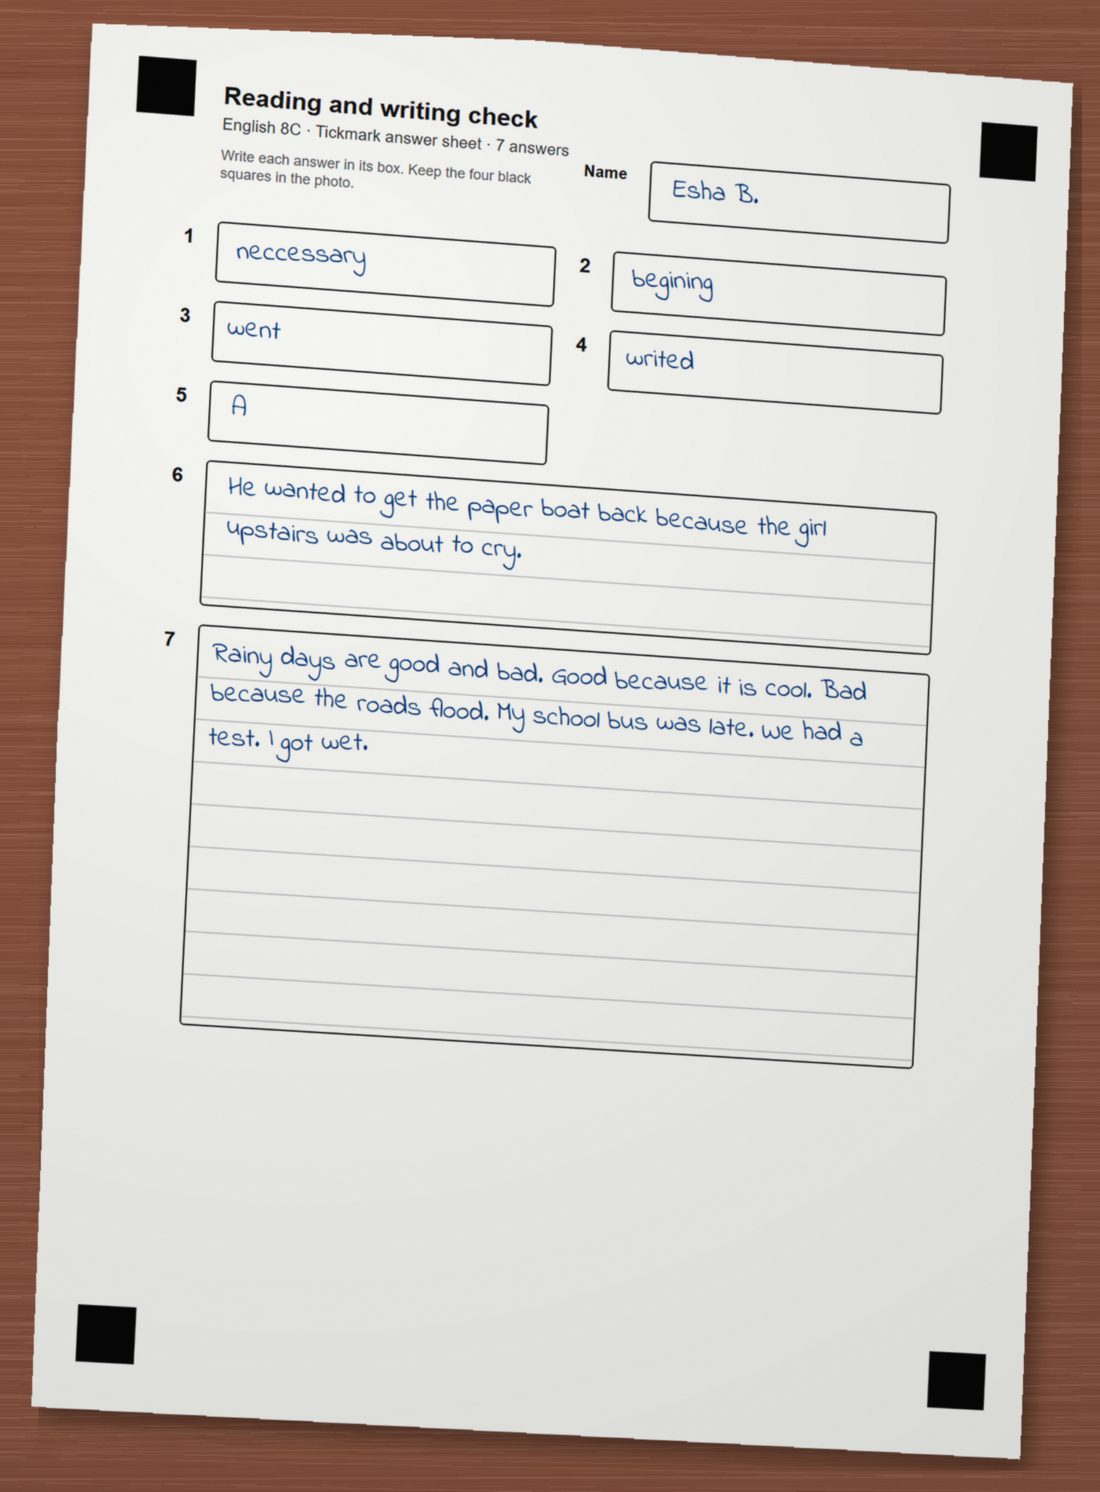 Reading and writing check
English 8C · Tickmark answer sheet · 7 answers
Write each answer in its box. Keep the four black
squares in the photo.
Name
Esha B.
1
neccessary
2
begining
3
went
4
writed
5
A
6
He wanted to get the paper boat back because the girl
upstairs was about to cry.
7
Rainy days are good and bad. Good because it is cool. Bad
because the roads flood. My school bus was late. we had a
test. I got wet.